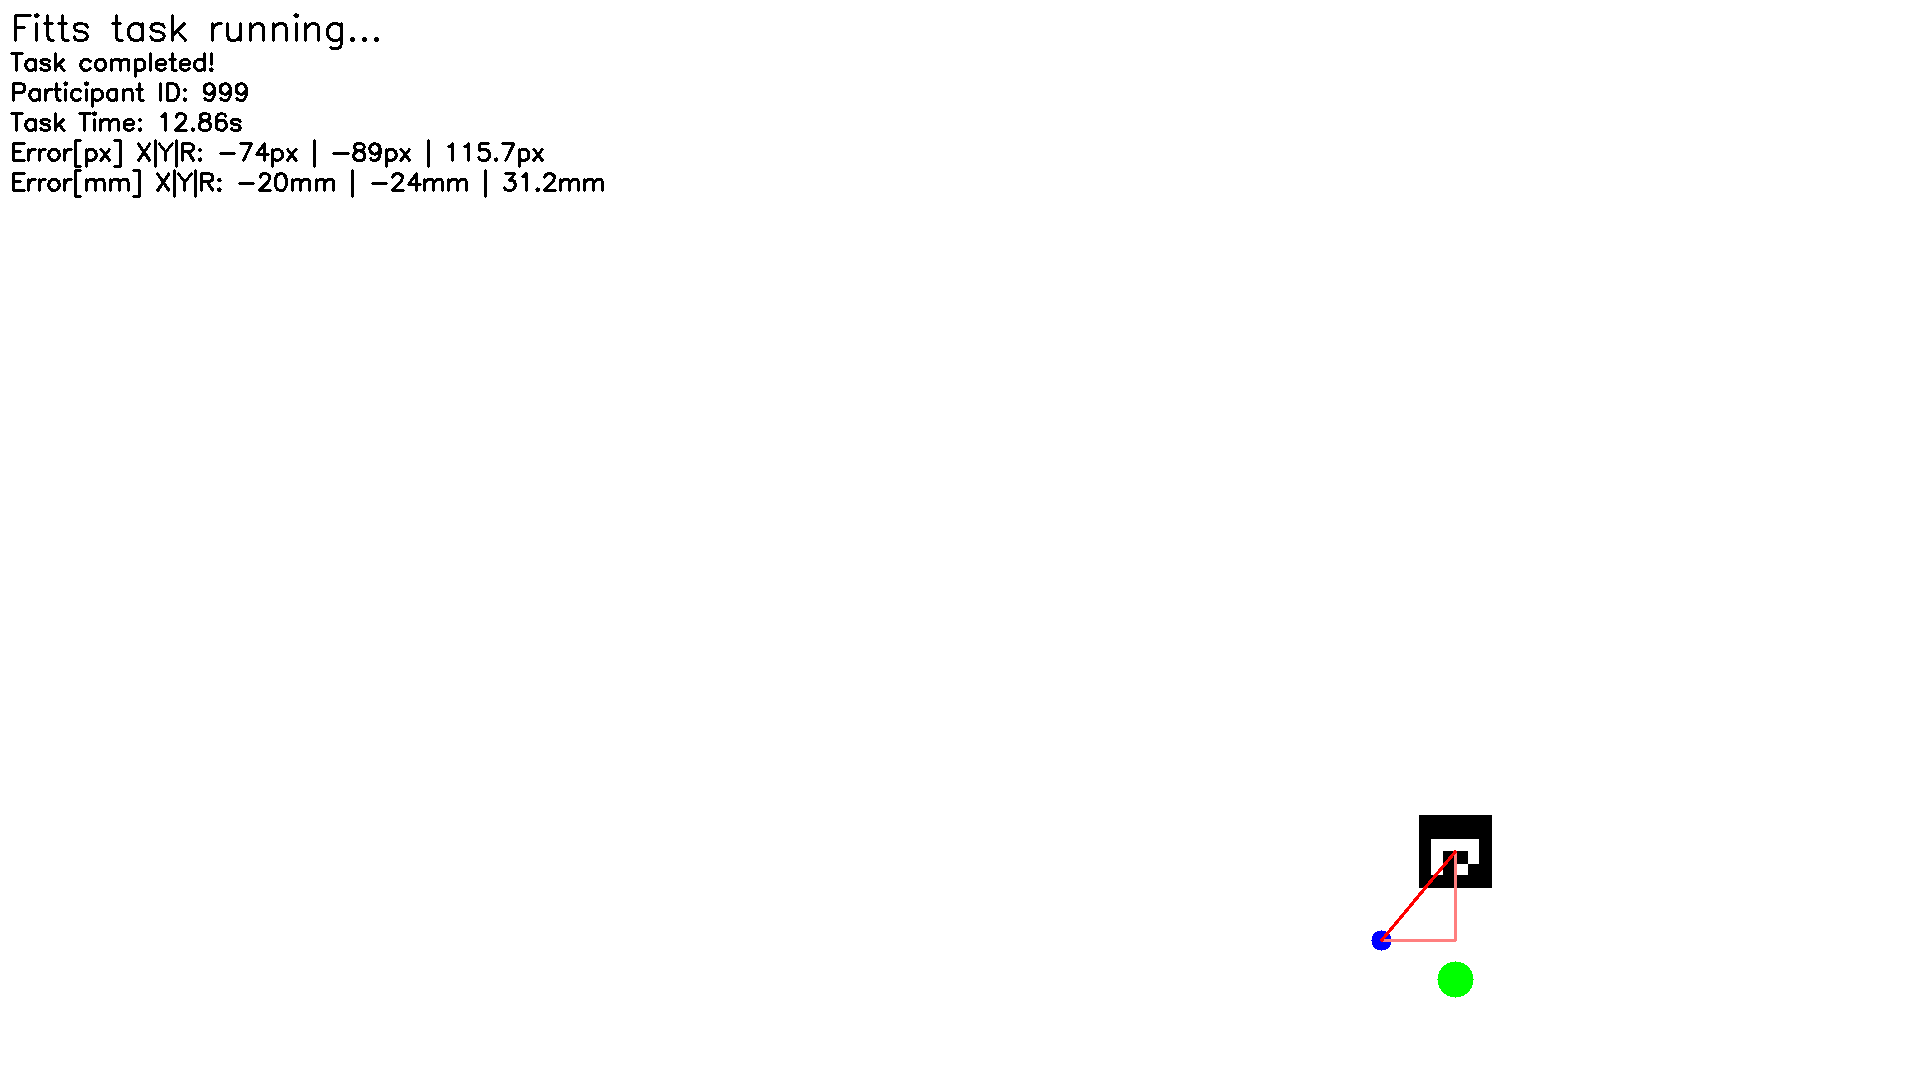 Fitts task running...
Task completed!
Participant ID: 999
Task Time: 12.86s
Error[px] X|Y|R: -74px | -89px | 115.7px
Error[mm] X|Y|R: -20mm | -24mm | 31.2mm